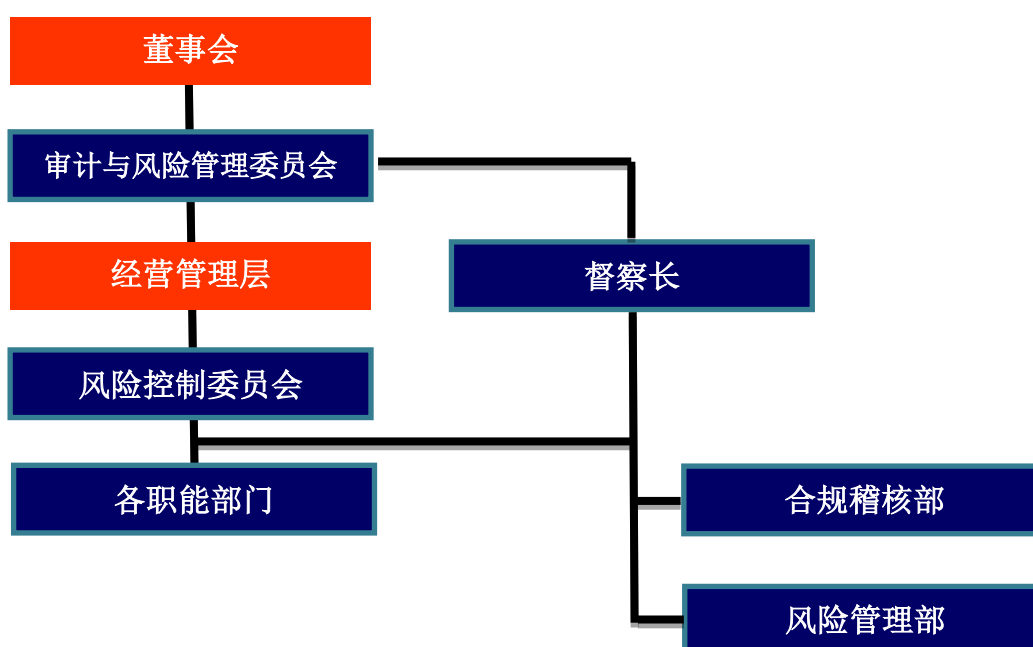 董事会
审计与风险管理委员会
经营管理层
督察长
风险控制委员会
各职能部门
合规稽核部
风险管理部